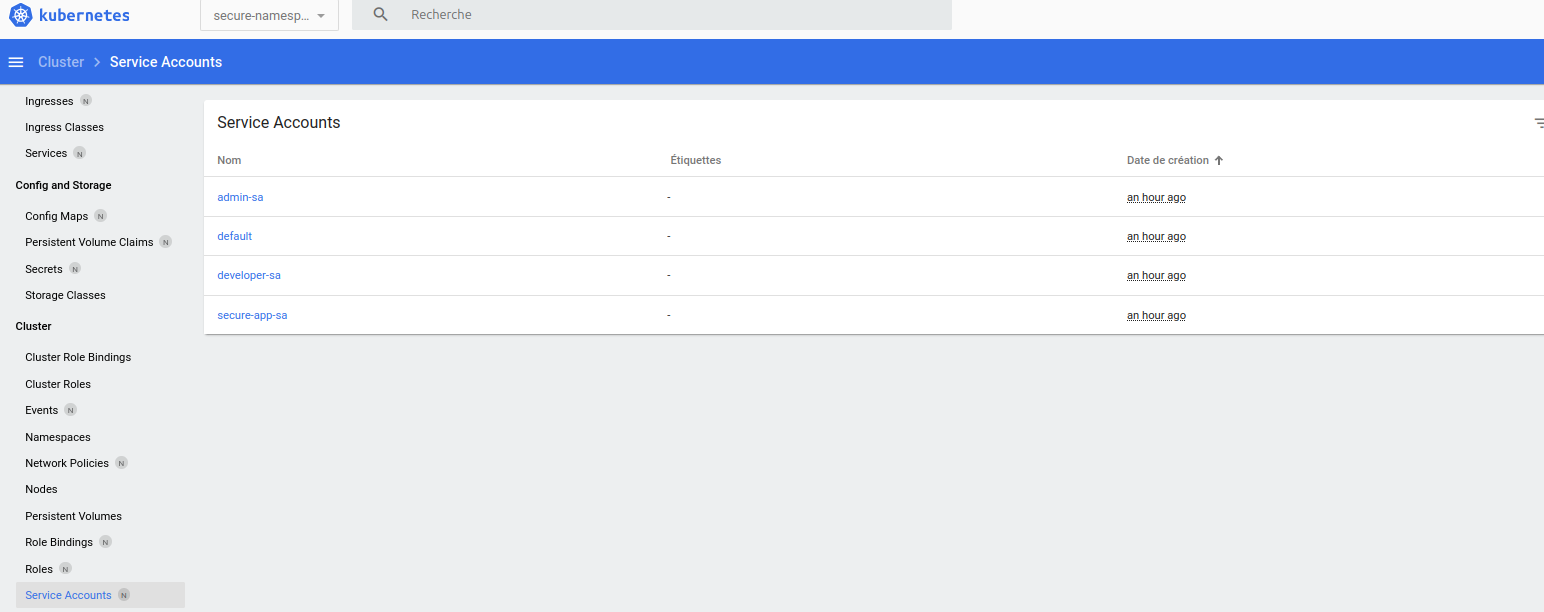 kubernetes
secure-namesp...
Recherche
Cluster > Service Accounts
Ingresses N
Ingress Classes
Services N
Config and Storage
Config Maps N
Persistent Volume Claims N
Secrets N
Storage Classes
Cluster
Cluster Role Bindings
Cluster Roles
Events N
Namespaces
Network Policies N
Nodes
Persistent Volumes
Role Bindings N
Roles N
Service Accounts N
Service Accounts
Nom Étiquettes Date de création ↑
admin-sa - an hour ago
default - an hour ago
developer-sa - an hour ago
secure-app-sa - an hour ago